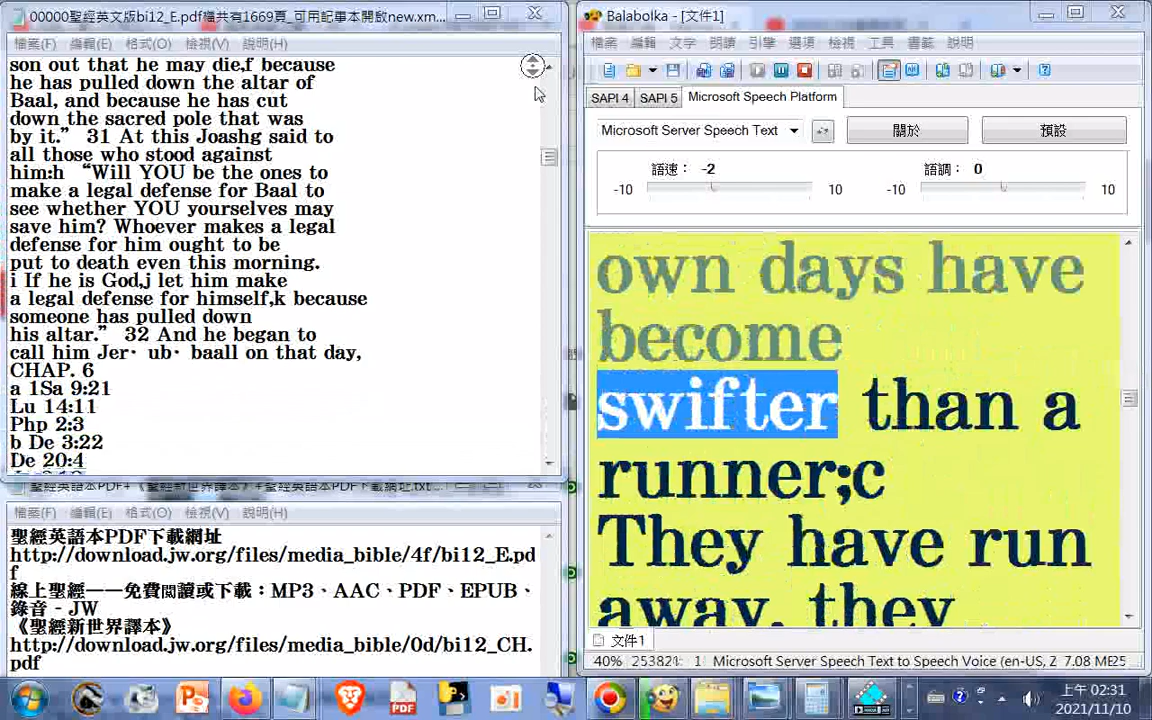 00000聖經英文版bi12_E.pdf檔共有1669頁_可用記事本開啟new.xm...
檔案(F) 編輯(E) 格式(O) 檢視(V) 說明(H)
son out that he may die,f because
he has pulled down the altar of
Baal, and because he has cut
down the sacred pole that was
by it.” 31 At this Joashg said to
all those who stood against
him:h “Will YOU be the ones to
make a legal defense for Baal to
see whether YOU yourselves may
save him? Whoever makes a legal
defense for him ought to be
put to death even this morning.
i If he is God,j let him make
a legal defense for himself,k because
someone has pulled down
his altar.” 32 And he began to
call him Jer· ub· baall on that day,
CHAP. 6
a 1Sa 9:21
Lu 14:11
Php 2:3
b De 3:22
De 20:4
聖經英語本PDF4《聖經新世界譯本》4聖經英語本PDF下載網址.txt...
檔案(F) 編輯(E) 格式(O) 檢視(V) 說明(H)
聖經英語本PDF下載網址
http://download.jw.org/files/media_bible/4f/bi12_E.pd
f
線上聖經——免費閱讀或下載：MP3、AAC、PDF、EPUB、
錄音 - JW
《聖經新世界譯本》
http://download.jw.org/files/media_bible/0d/bi12_CH.
pdf
Balabolka - [文件1]
檔案 編輯 文字 朗讀 引擎 選項 檢視 工具 書籤 說明
SAPI 4 SAPI 5 Microsoft Speech Platform
Microsoft Server Speech Text 關於 預設
語速： -2 語調： 0
-10 10 -10 10
own days have
become
swifter than a
runner;c
They have run
away, they
文件1
40% 253821: 1 Microsoft Server Speech Text to Speech Voice (en-US, Z 7.08 ME25
上午 02:31
2021/11/10